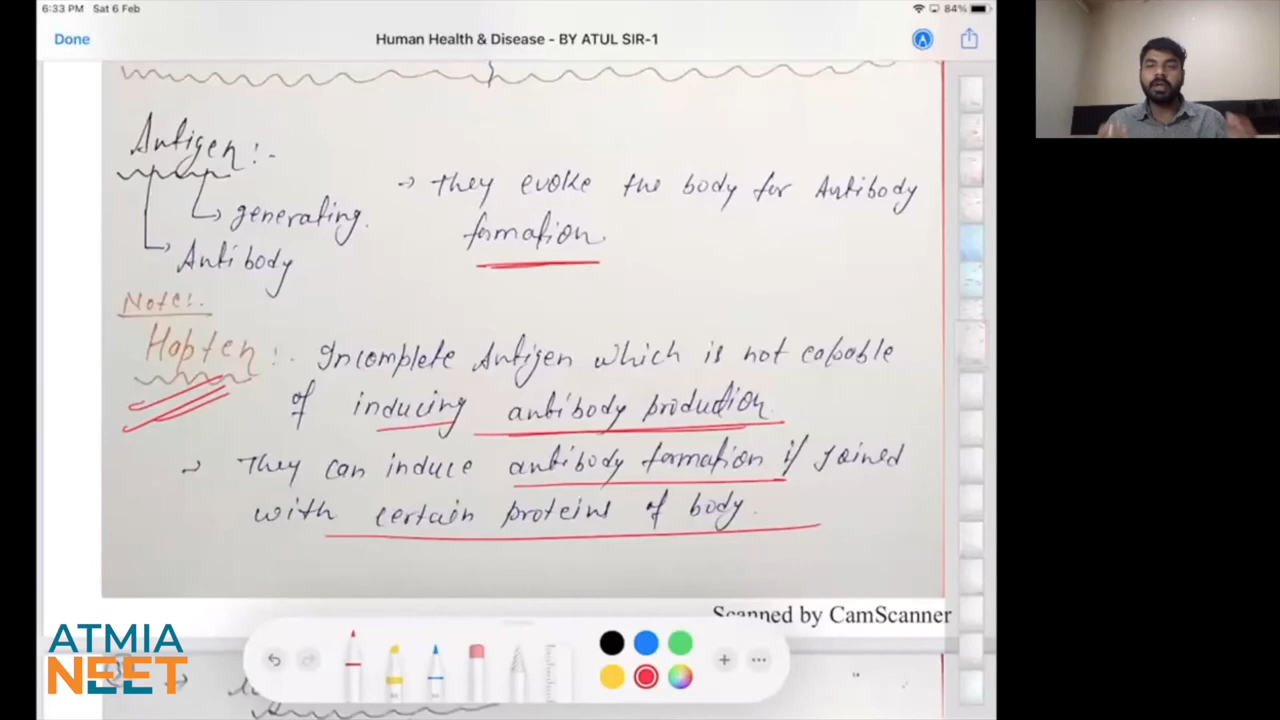 6:33 PM Sat 6 Feb
84%
Done
Human Health & Disease - BY ATUL SIR-1
Antigen :-
→ They evoke the body for Antibody
formation.
generating.
Antibody
Note:-
Hapten :- Incomplete Antigen which is not capable
of inducing antibody production.
→ They can induce antibody formation if joined
with certain proteins of body.
Scanned by CamScanner
ATMIA
NEET